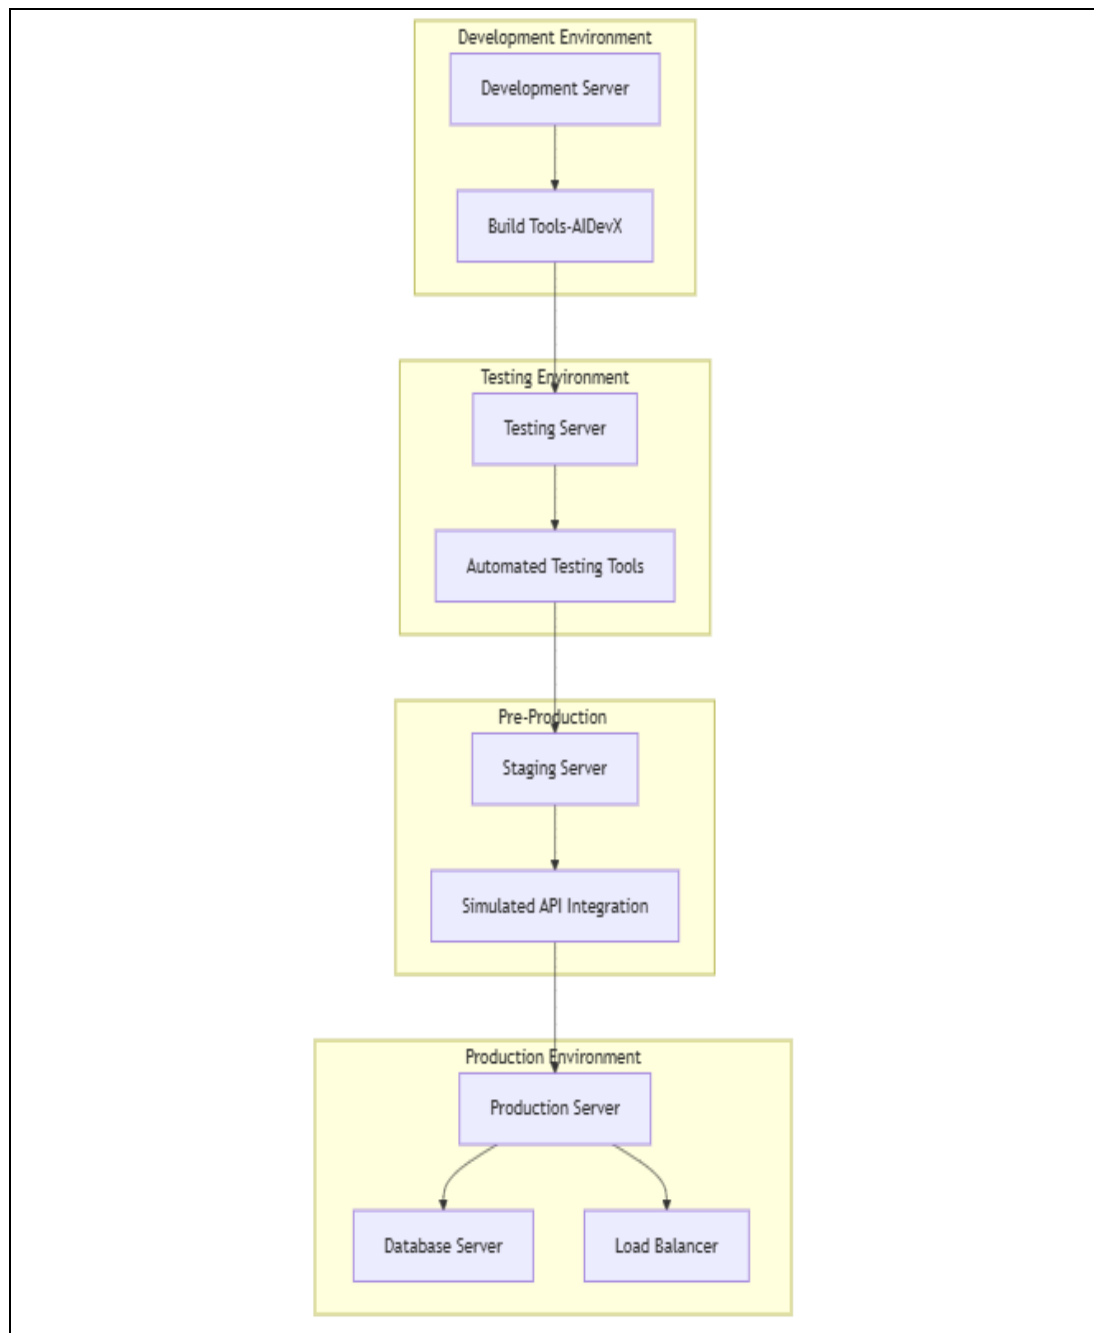 Development Environment
Development Server
Build Tools-AIDevX
Testing Environment
Testing Server
Automated Testing Tools
Pre-Production
Staging Server
Simulated API Integration
Production Environment
Production Server
Database Server
Load Balancer